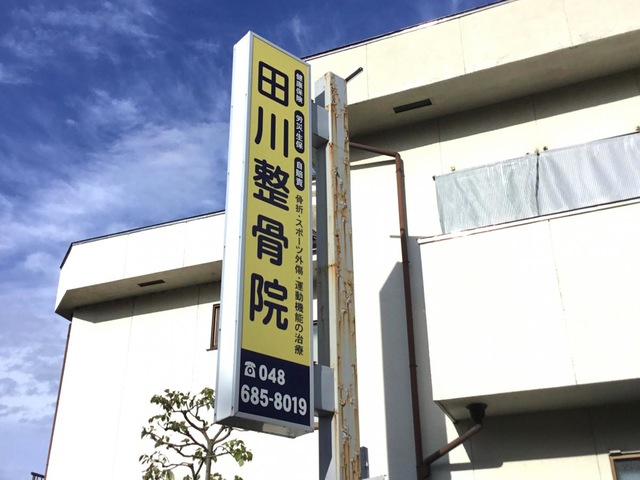 健康保険 労災・生保 自賠責 骨折・スポーツ外傷・運動機能の治療
田川整骨院
☎048
685-8019